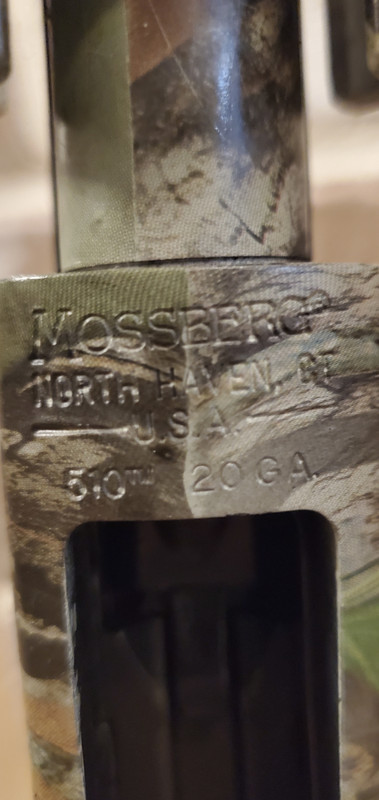 MOSSBERG®
NORTH HAVEN, CT
U.S.A.
510™ 20 GA.